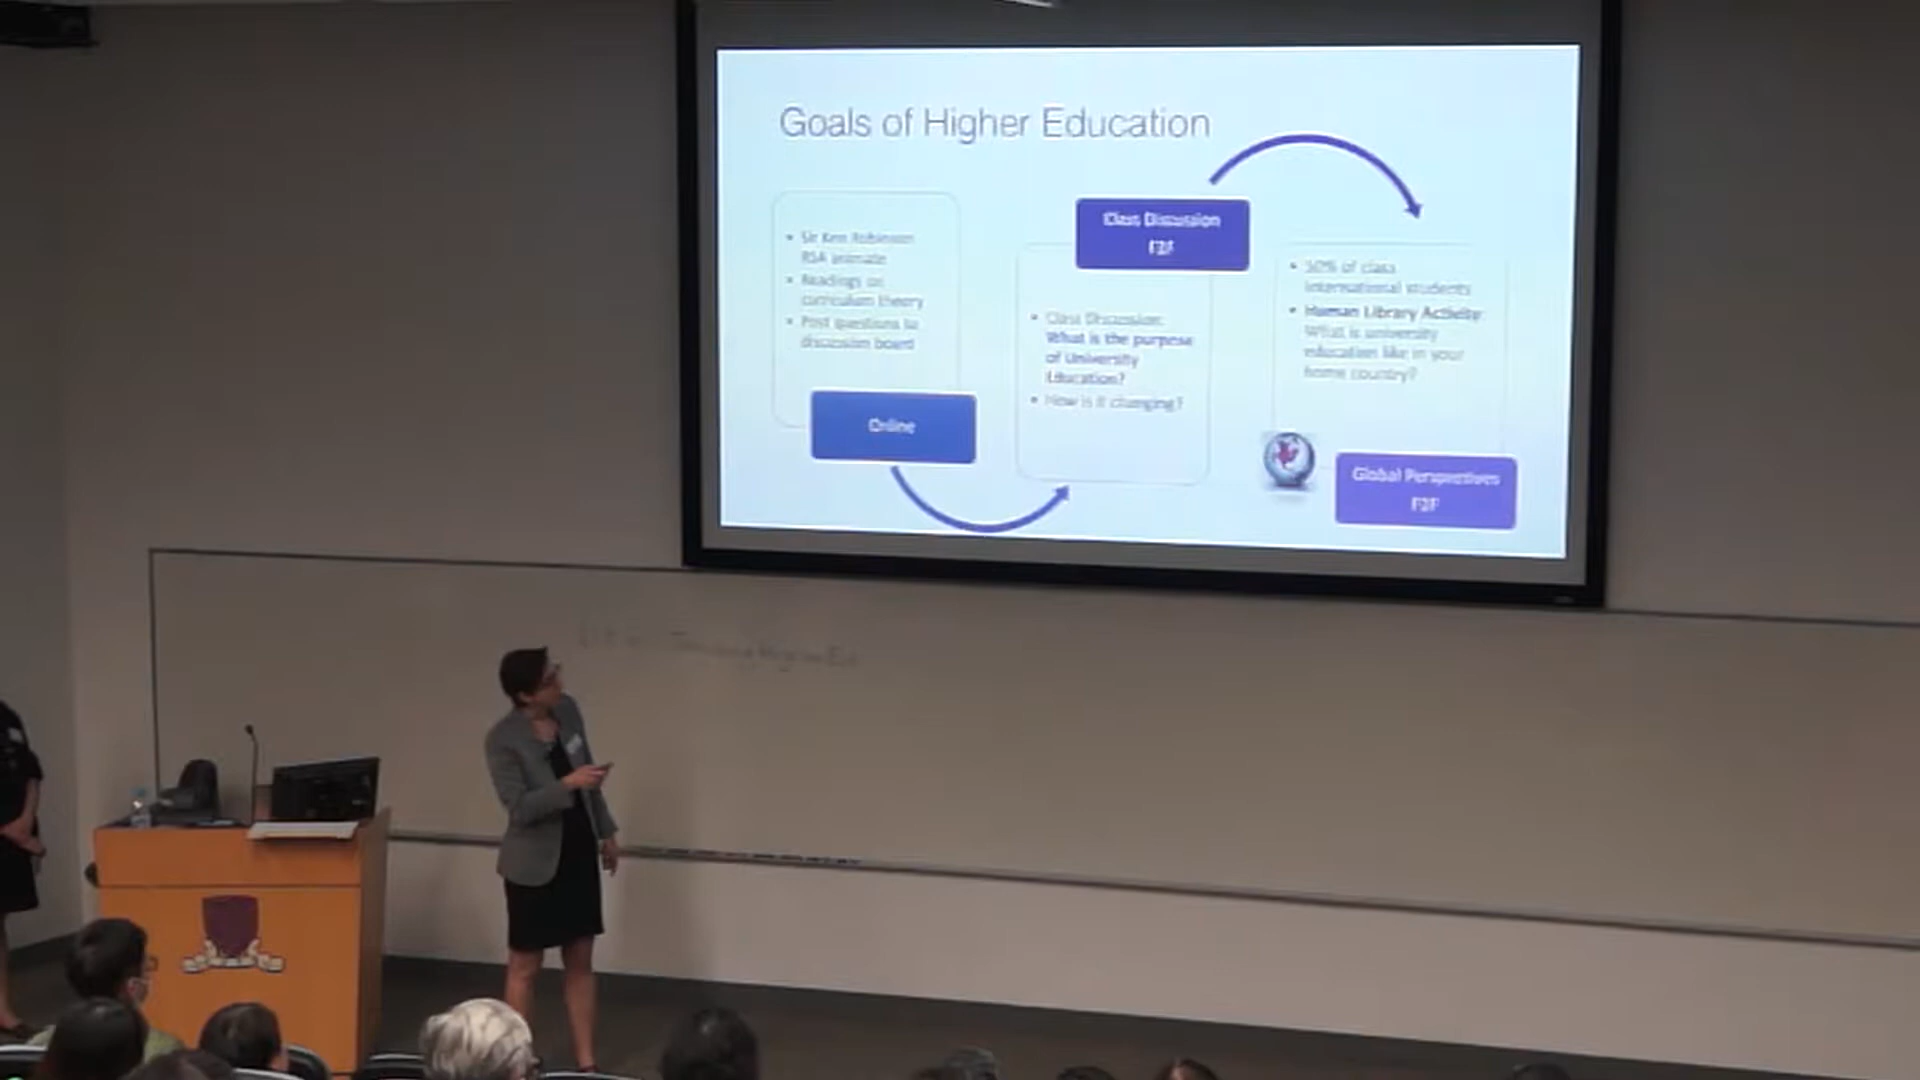 Goals of Higher Education
• Sir Ken Robinson
RSA animate
• Readings on
curriculum theory
• Post questions to
discussion board
Online
Class Discussion
F2F
• Class Discussion:
What is the purpose
of University
Education?
• How is it changing?
• 50% of class
international students
• Human Library Activity:
What is university
education like in your
home country?
Global Perspectives
F2F